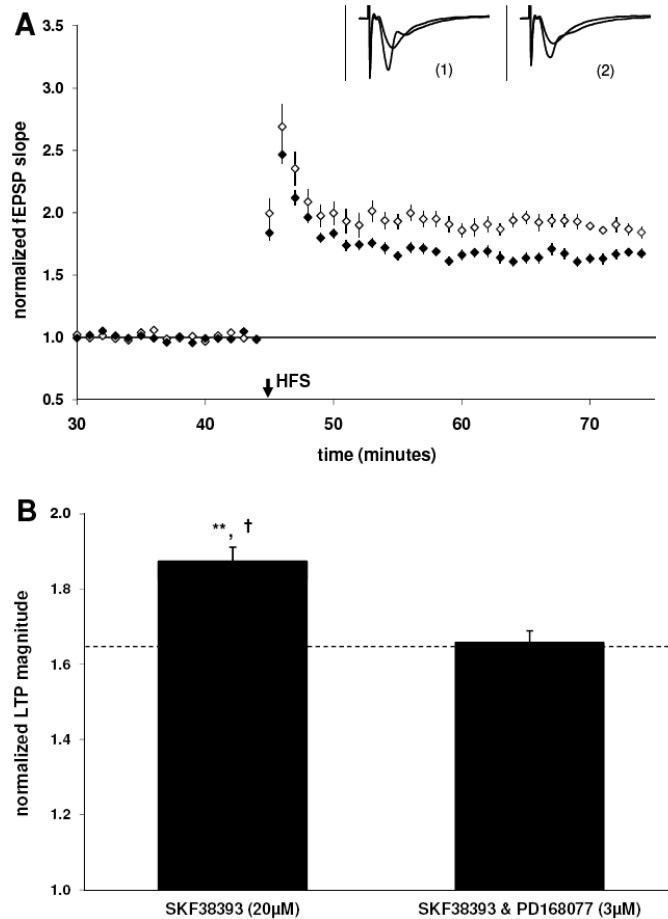 A
3.5
3.0
2.5
2.0
1.5
1.0
0.5
normalized fEPSP slope
(1)
(2)
HFS
30 40 50 60 70
time (minutes)
B
2.0
1.8
1.6
1.4
1.2
1.0
normalized LTP magnitude
**, †
SKF38393 (20µM)
SKF38393 & PD168077 (3µM)